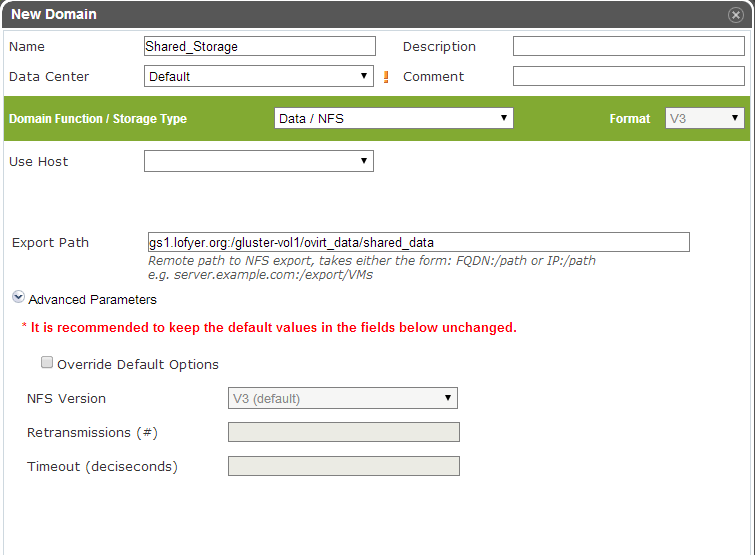 New Domain
Name Shared_Storage Description
Data Center Default Comment
Domain Function / Storage Type Data / NFS Format V3
Use Host
Export Path gs1.lofyer.org:/gluster-vol1/ovirt_data/shared_data
Remote path to NFS export, takes either the form: FQDN:/path or IP:/path
e.g. server.example.com:/export/VMs
Advanced Parameters
* It is recommended to keep the default values in the fields below unchanged.
Override Default Options
NFS Version V3 (default)
Retransmissions (#)
Timeout (deciseconds)